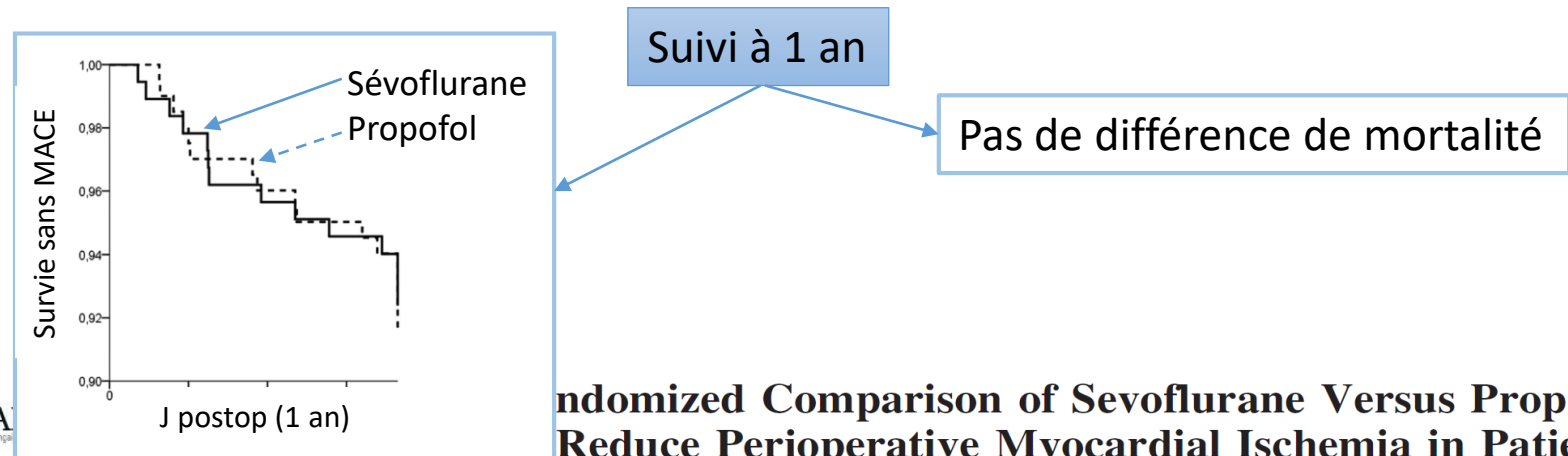 Suivi à 1 an
Pas de différence de mortalité
Survie sans MACE
1,00
0,98
0,96
0,94
0,92
0,90
0
Sévoflurane
Propofol
J postop (1 an)
ndomized Comparison of Sevoflurane Versus Prop
Reduce Perioperative Myocardial Ischemia in Patie